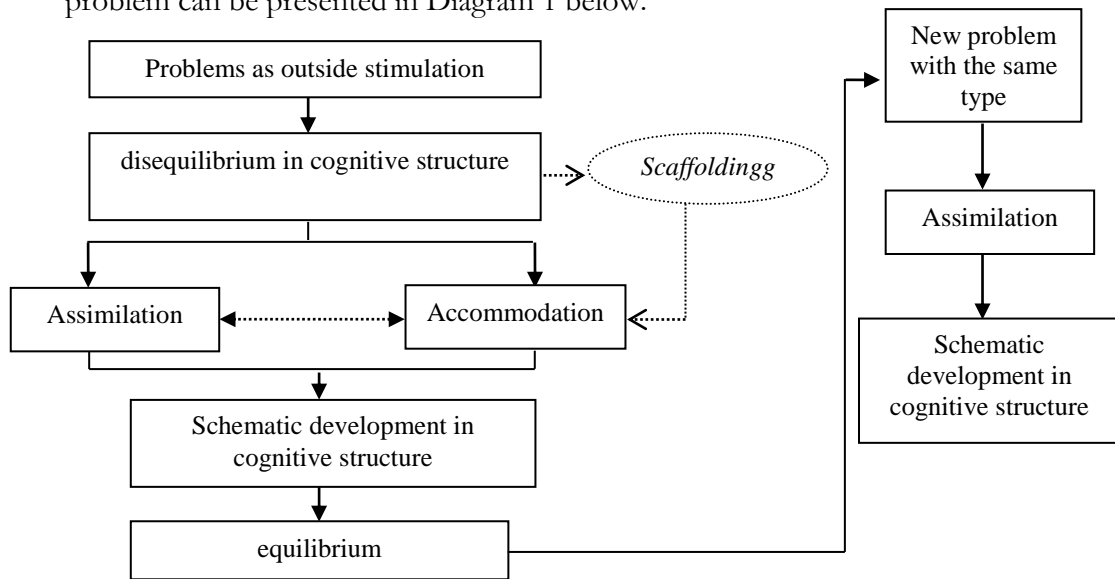 problem can be presented in Diagram 1 below.
Problems as outside stimulation
disequilibrium in cognitive structure
Scaffoldingg
Assimilation
Accommodation
Schematic development in
cognitive structure
equilibrium
New problem
with the same
type
Assimilation
Schematic
development in
cognitive structure